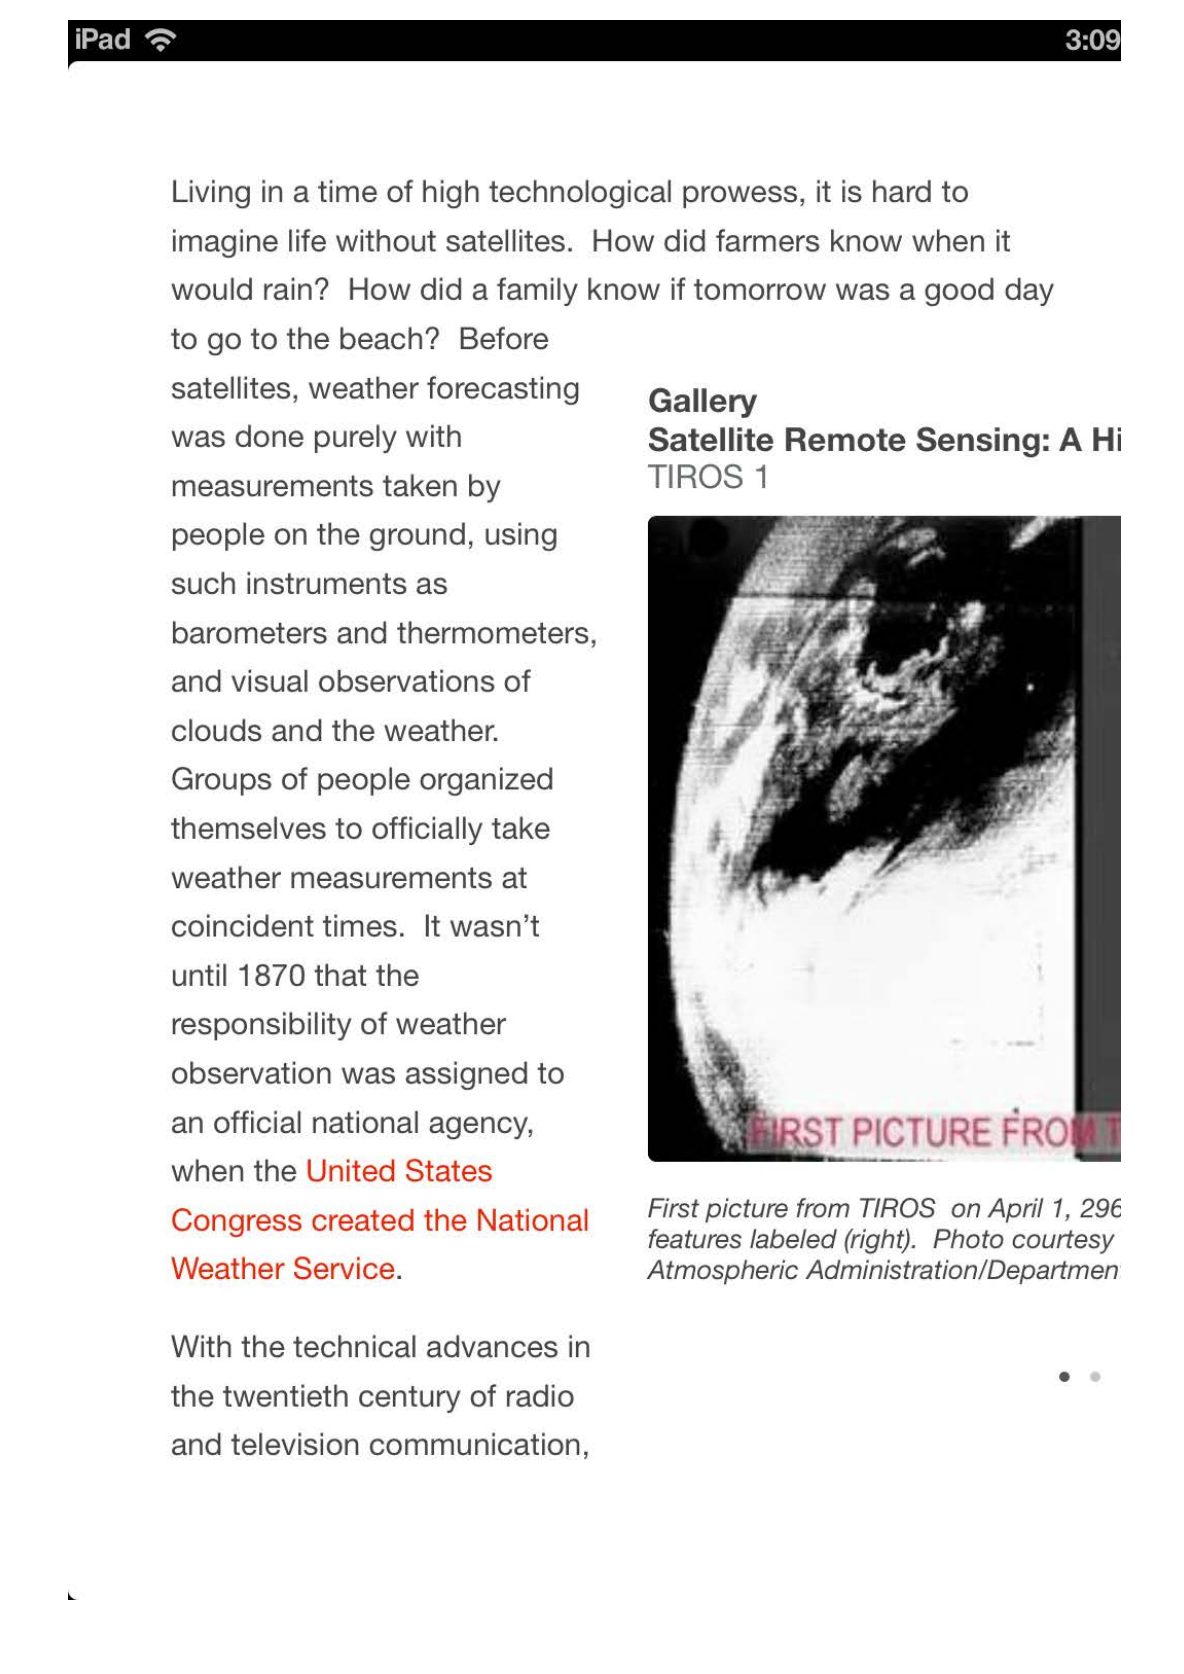 iPad
3:09
Living in a time of high technological prowess, it is hard to
imagine life without satellites.  How did farmers know when it
would rain?  How did a family know if tomorrow was a good day
to go to the beach?  Before
satellites, weather forecasting
was done purely with
measurements taken by
people on the ground, using
such instruments as
barometers and thermometers,
and visual observations of
clouds and the weather.
Groups of people organized
themselves to officially take
weather measurements at
coincident times.  It wasn’t
until 1870 that the
responsibility of weather
observation was assigned to
an official national agency,
when the United States
Congress created the National
Weather Service.
With the technical advances in
the twentieth century of radio
and television communication,
Gallery
Satellite Remote Sensing: A Hi
TIROS 1
FIRST PICTURE FROM T
First picture from TIROS  on April 1, 296
features labeled (right).  Photo courtesy
Atmospheric Administration/Department